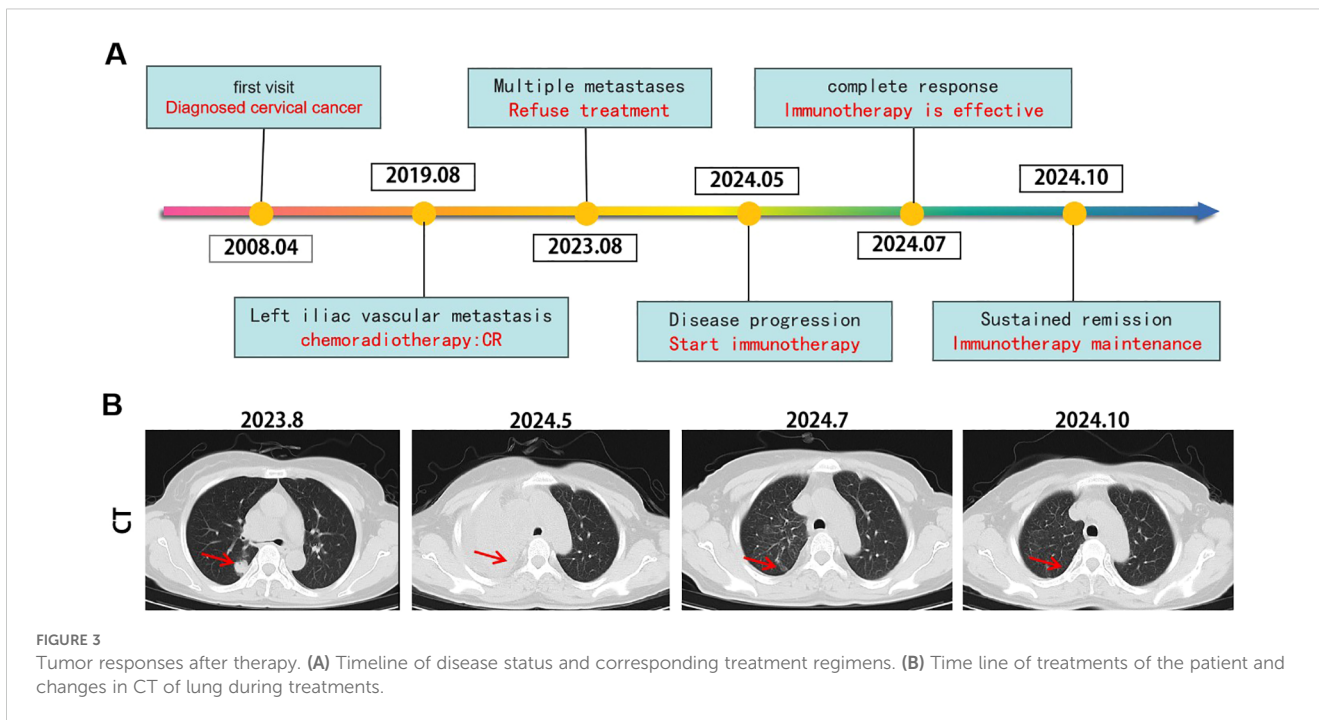 A
first visit
Diagnosed cervical cancer
Multiple metastases
Refuse treatment
complete response
Immunotherapy is effective
2019.08
2024.05
2024.10
2008.04
2023.08
2024.07
Left iliac vascular metastasis
chemoradiotherapy:CR
Disease progression
Start immunotherapy
Sustained remission
Immunotherapy maintenance
B
2023.8
2024.5
2024.7
2024.10
CT
FIGURE 3
Tumor responses after therapy. (A) Timeline of disease status and corresponding treatment regimens. (B) Time line of treatments of the patient and
changes in CT of lung during treatments.